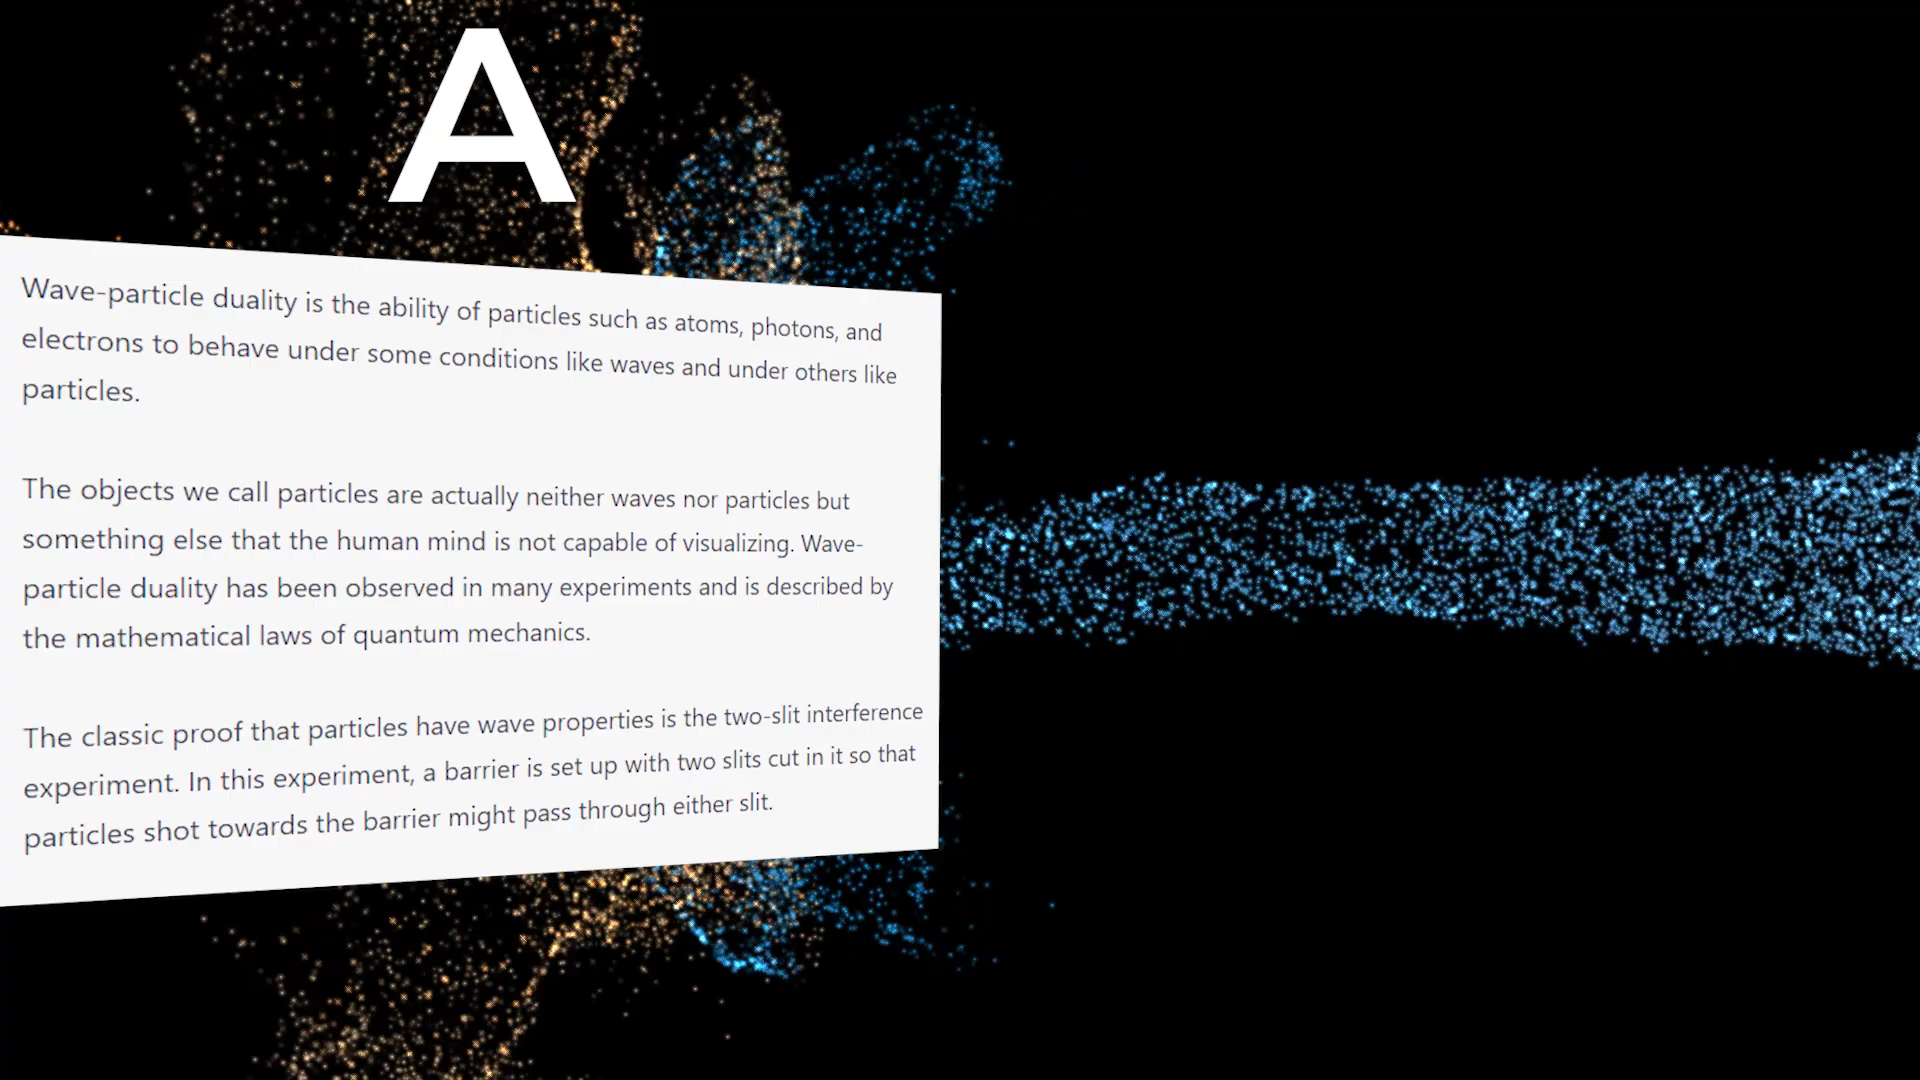 A
Wave-particle duality is the ability of particles such as atoms, photons, and
electrons to behave under some conditions like waves and under others like
particles.
The objects we call particles are actually neither waves nor particles but
something else that the human mind is not capable of visualizing. Wave-
particle duality has been observed in many experiments and is described by
the mathematical laws of quantum mechanics.
The classic proof that particles have wave properties is the two-slit interference
experiment. In this experiment, a barrier is set up with two slits cut in it so that
particles shot towards the barrier might pass through either slit.